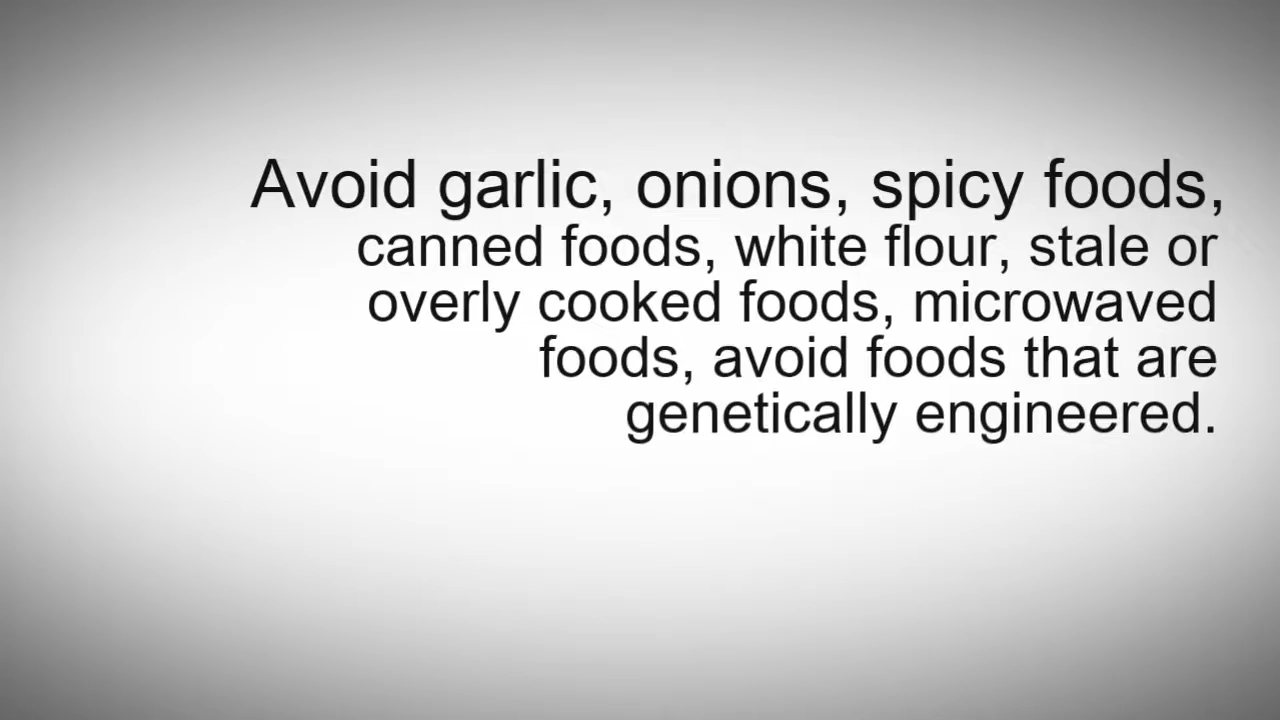 Avoid garlic, onions, spicy foods,
canned foods, white flour, stale or
overly cooked foods, microwaved
foods, avoid foods that are
genetically engineered.